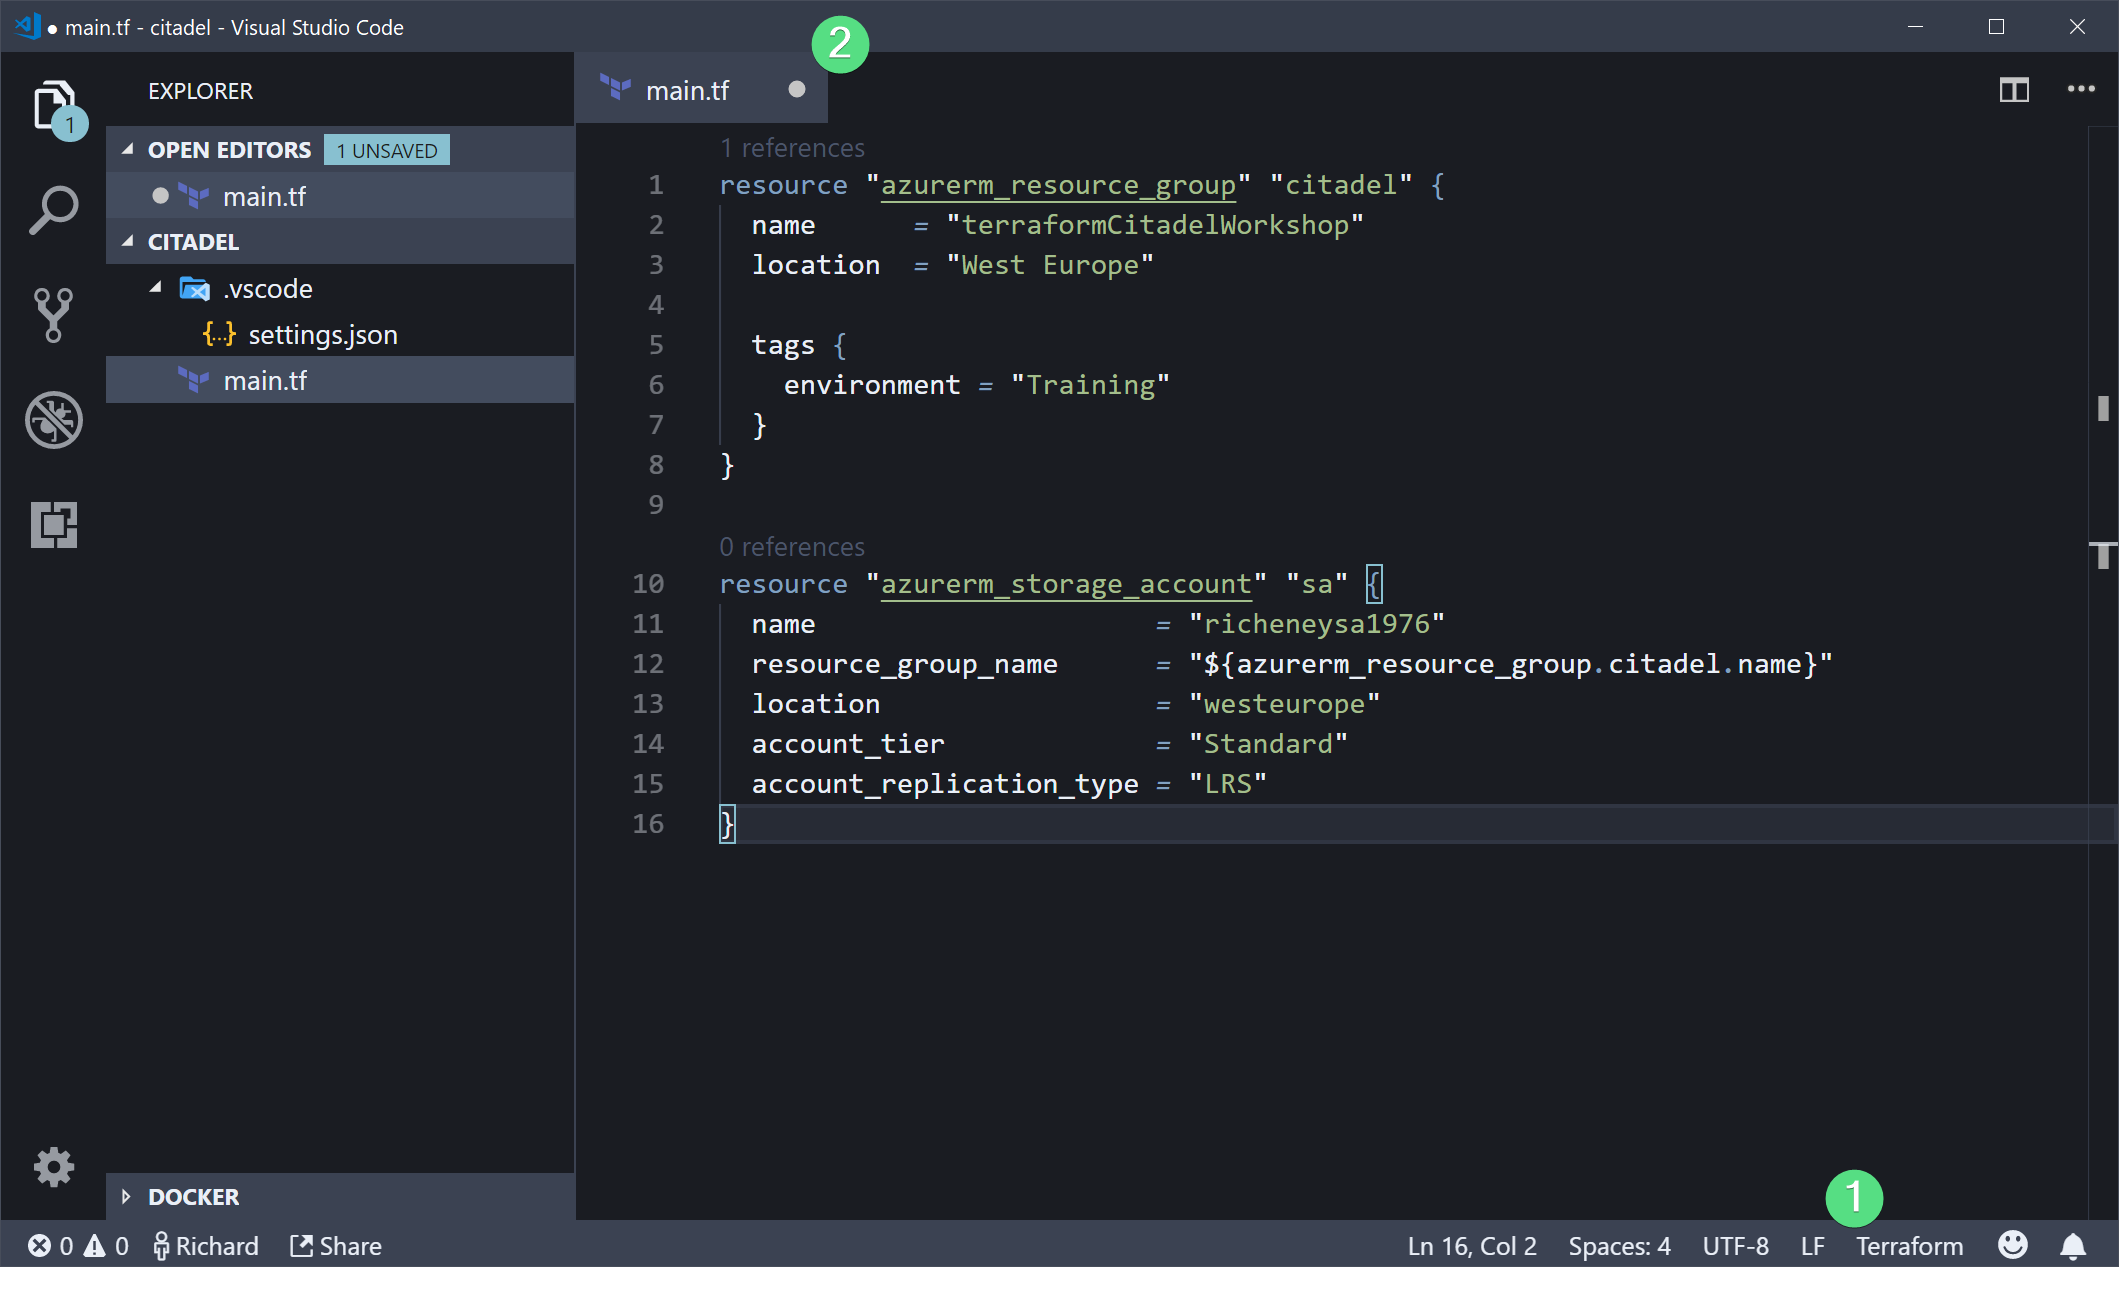 ● main.tf - citadel - Visual Studio Code
2
EXPLORER
1
OPEN EDITORS 1 UNSAVED
main.tf
CITADEL
.vscode
{...} settings.json
main.tf
DOCKER
main.tf
1 references
1 resource "azurerm_resource_group" "citadel" {
2   name      = "terraformCitadelWorkshop"
3   location  = "West Europe"
4
5   tags {
6     environment = "Training"
7   }
8 }
9
0 references
10 resource "azurerm_storage_account" "sa" {
11   name                     = "richeneysa1976"
12   resource_group_name      = "${azurerm_resource_group.citadel.name}"
13   location                 = "westeurope"
14   account_tier             = "Standard"
15   account_replication_type = "LRS"
16 }
1
0 0 Richard Share Ln 16, Col 2 Spaces: 4 UTF-8 LF Terraform